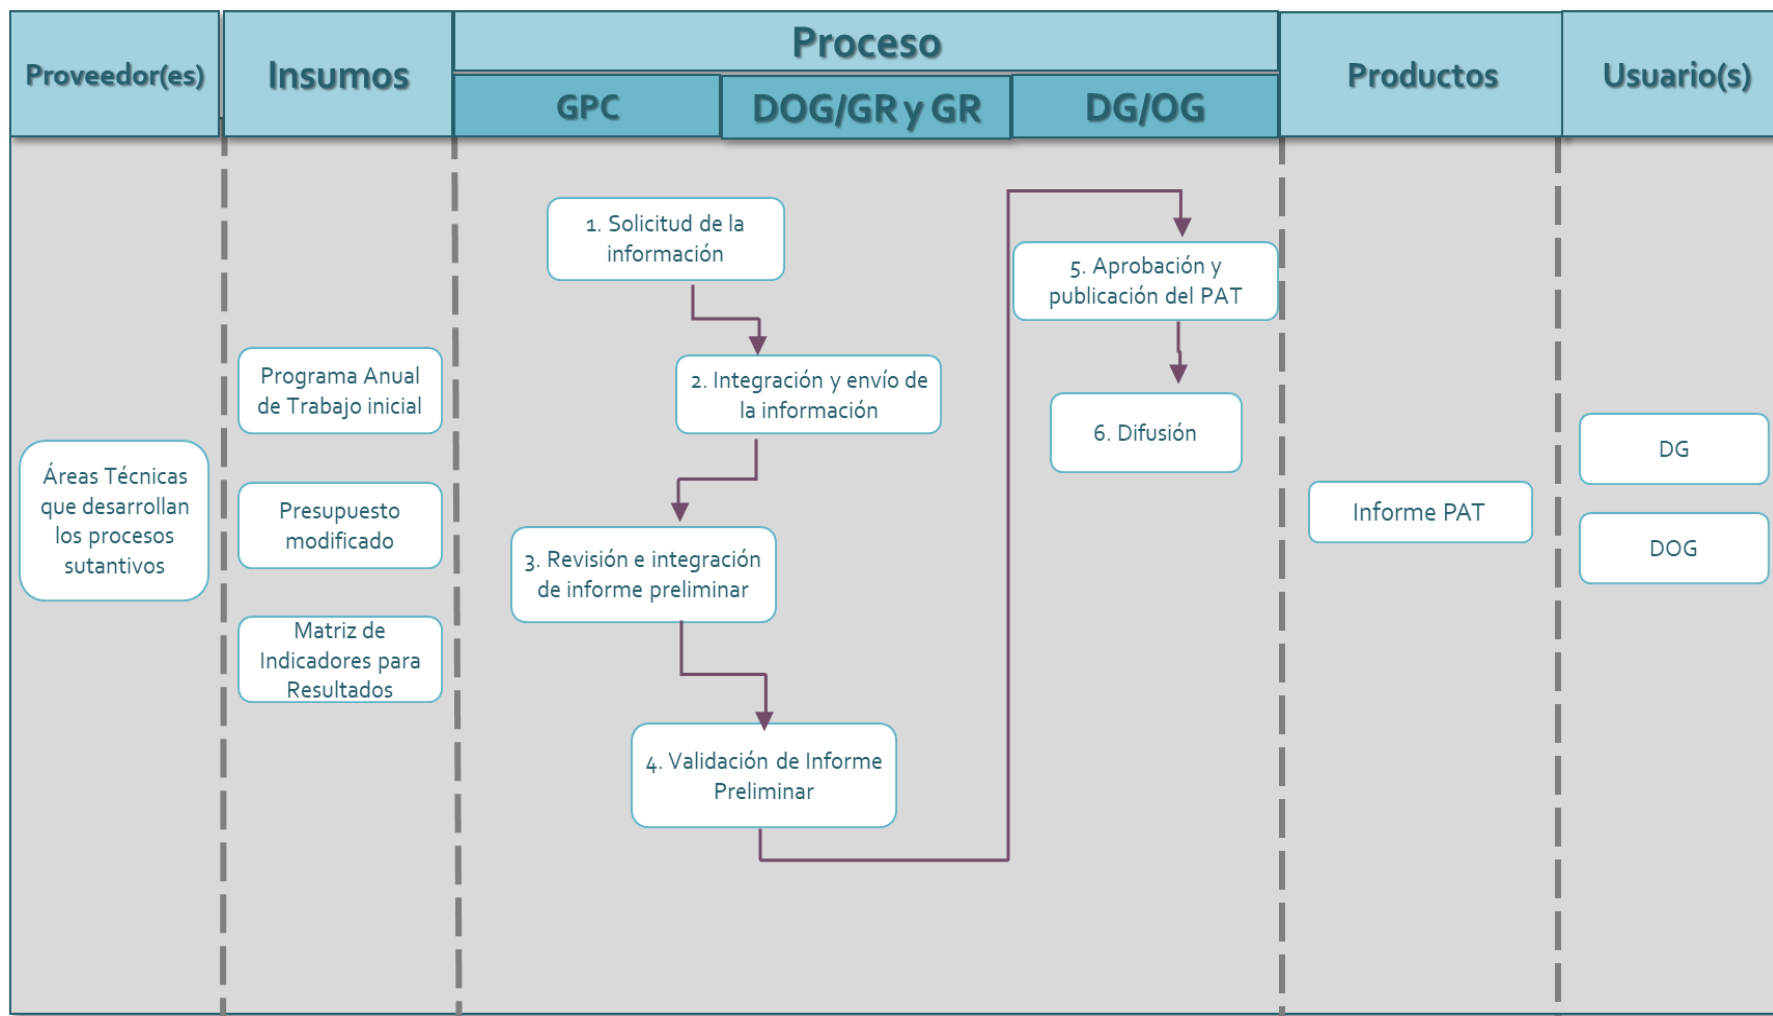 Proveedor(es)
Insumos
Proceso
GPC
DOG/GR y GR
DG/OG
Productos
Usuario(s)
Áreas Técnicas
que desarrollan
los procesos
sutantivos
Programa Anual
de Trabajo inicial
Presupuesto
modificado
Matriz de
Indicadores para
Resultados
1. Solicitud de la
información
2. Integración y envío de
la información
3. Revisión e integración
de informe preliminar
4. Validación de Informe
Preliminar
5. Aprobación y
publicación del PAT
6. Difusión
Informe PAT
DG
DOG